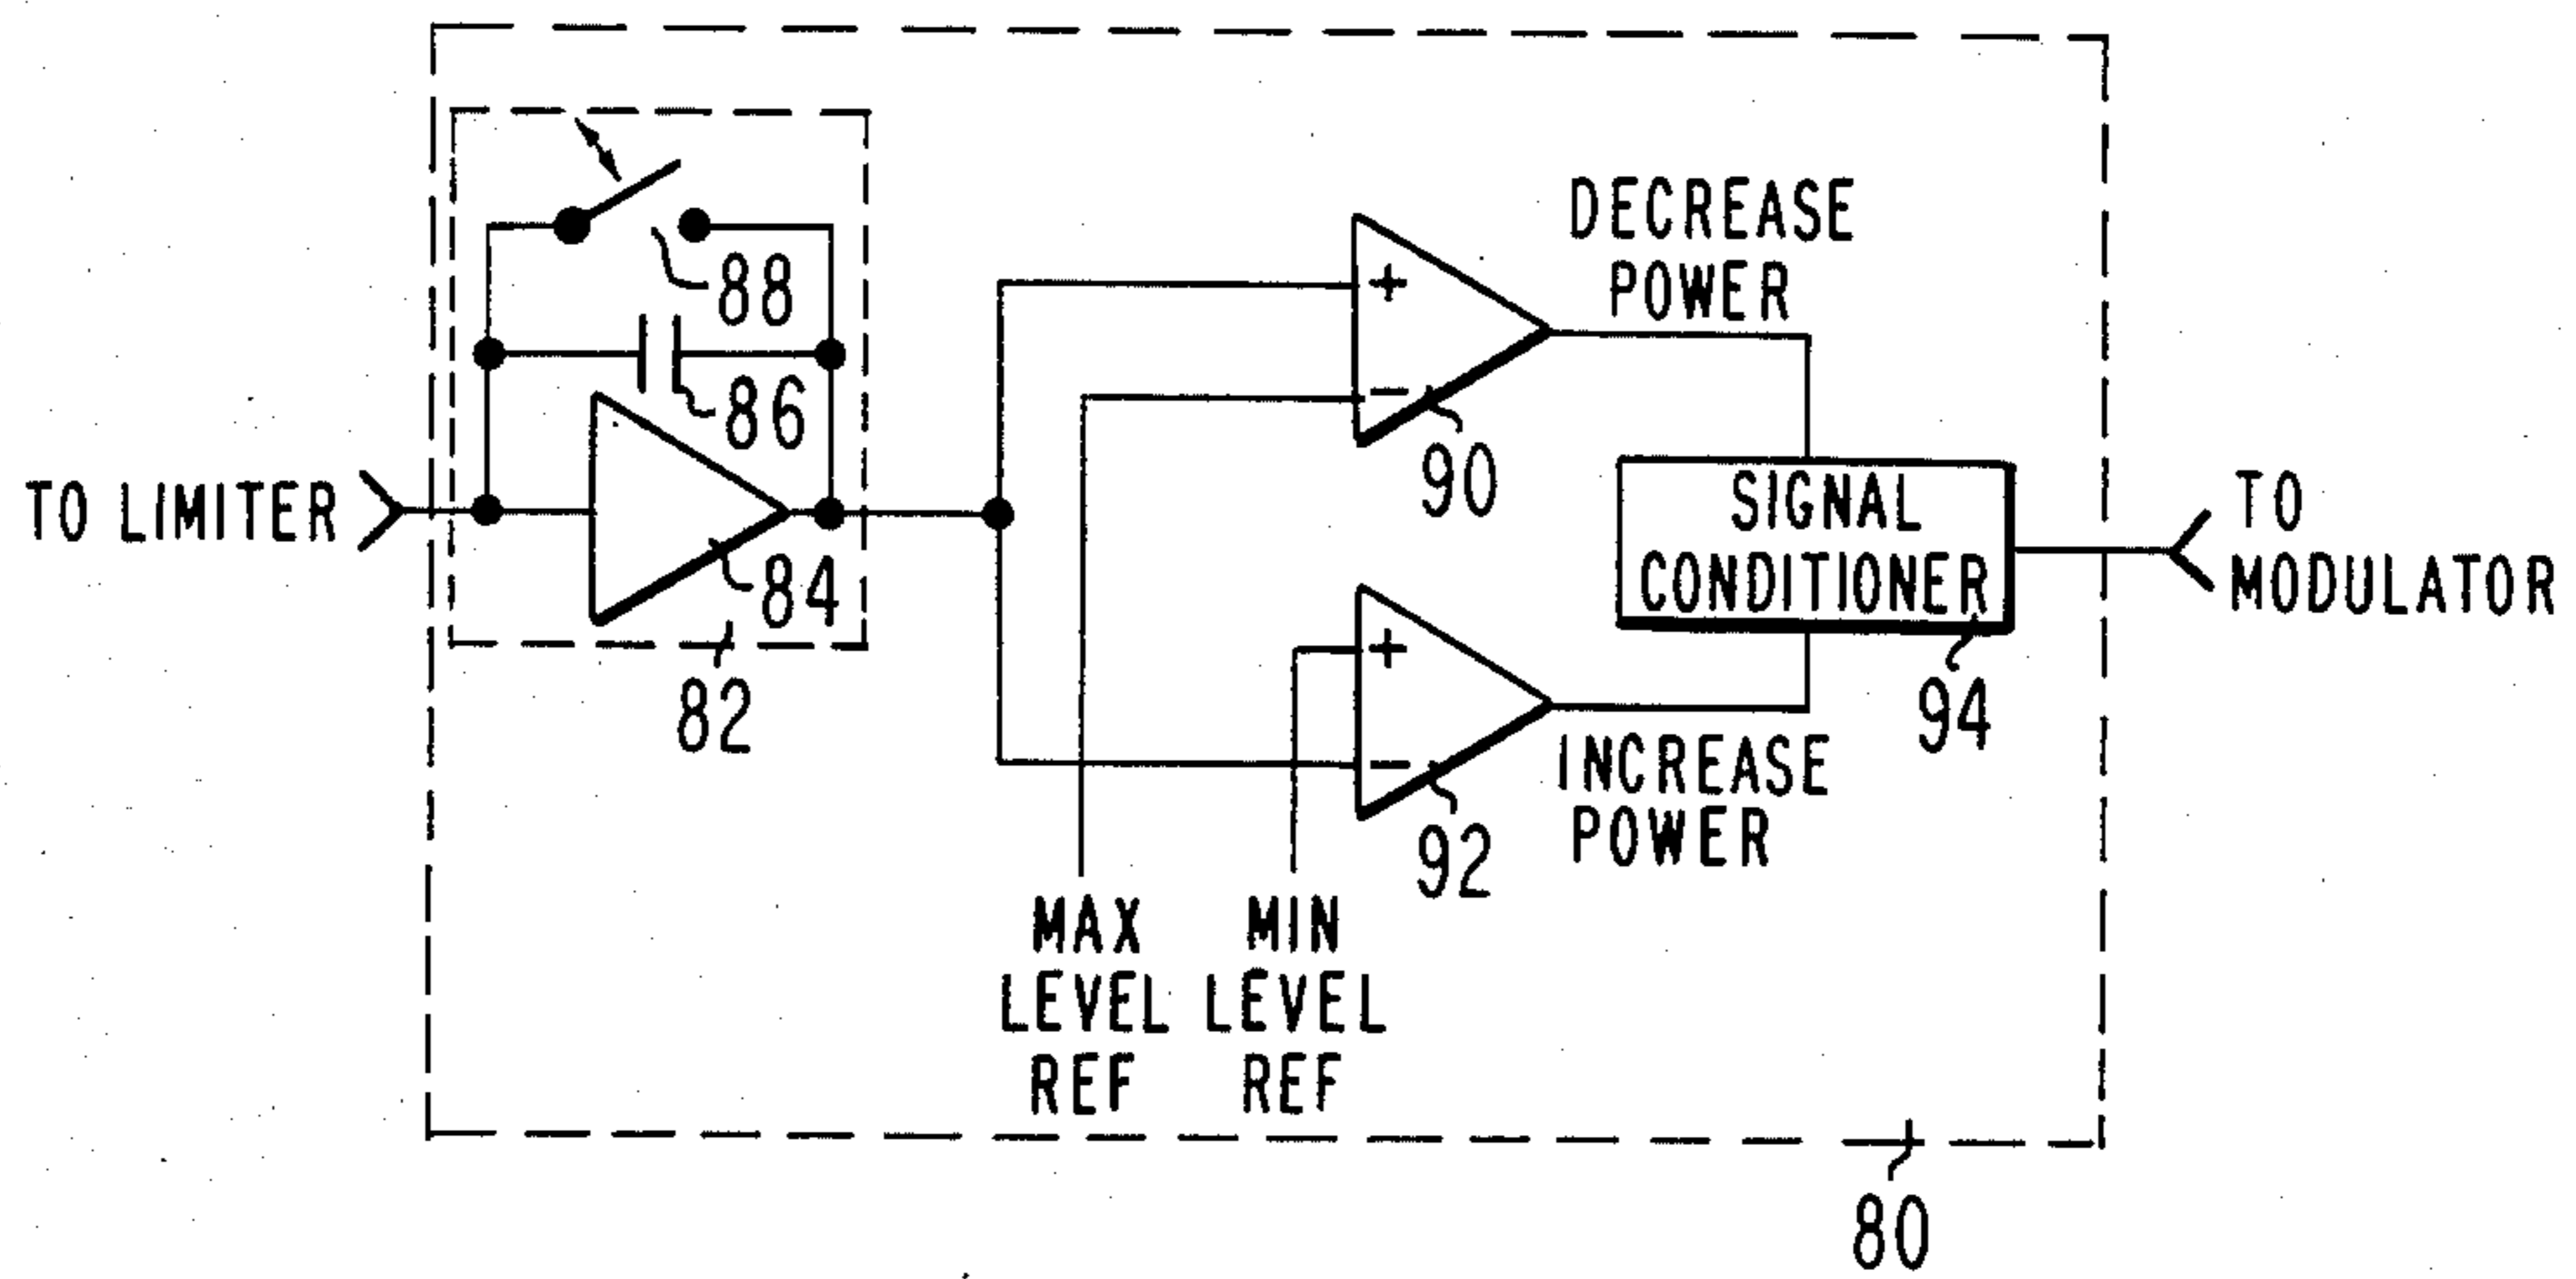 DECREASE
POWER
88
86
90
TO LIMITER
84
SIGNAL
CONDITIONER
TO
MODULATOR
82
94
INCREASE
POWER
92
MAX
LEVEL
REF
MIN
LEVEL
REF
80
+
−
+
−